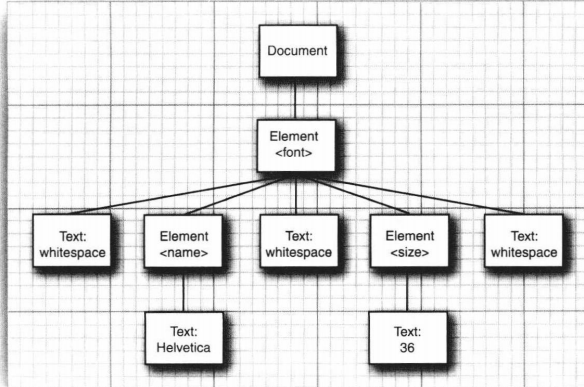 Document
Element
<font>
Text:
whitespace
Element
<name>
Text:
whitespace
Element
<size>
Text:
whitespace
Text:
Helvetica
Text:
36